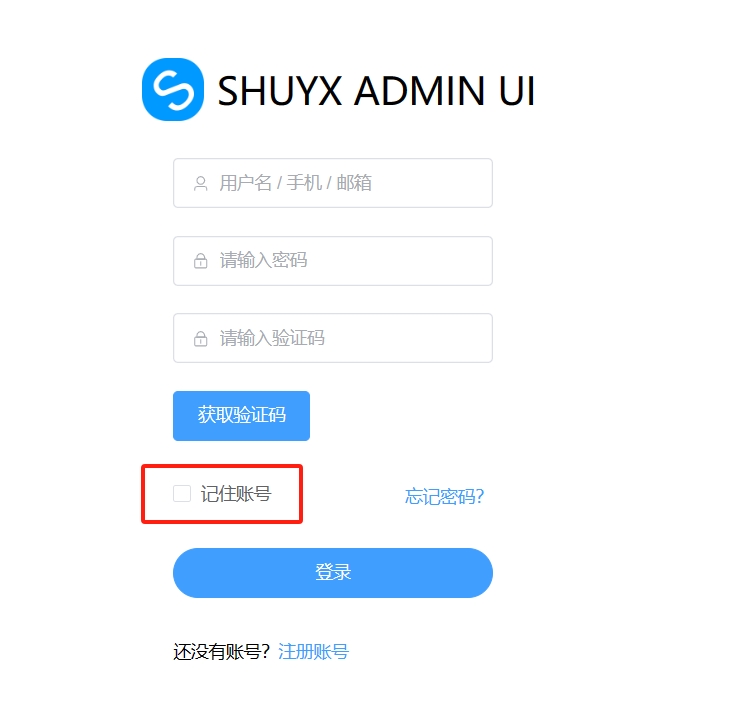 SHUYX ADMIN UI
用户名 / 手机 / 邮箱
请输入密码
请输入验证码
获取验证码
记住账号 忘记密码?
登录
还没有账号? 注册账号